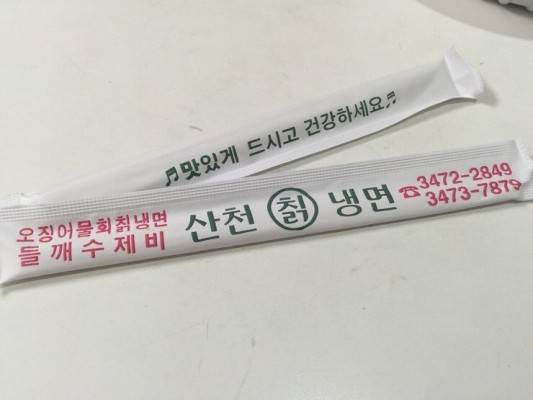 ♬맛있게 드시고 건강하세요♬
오징어물회칡냉면
들깨수제비
산천 칡 냉면
☎3472-2849
3473-7879